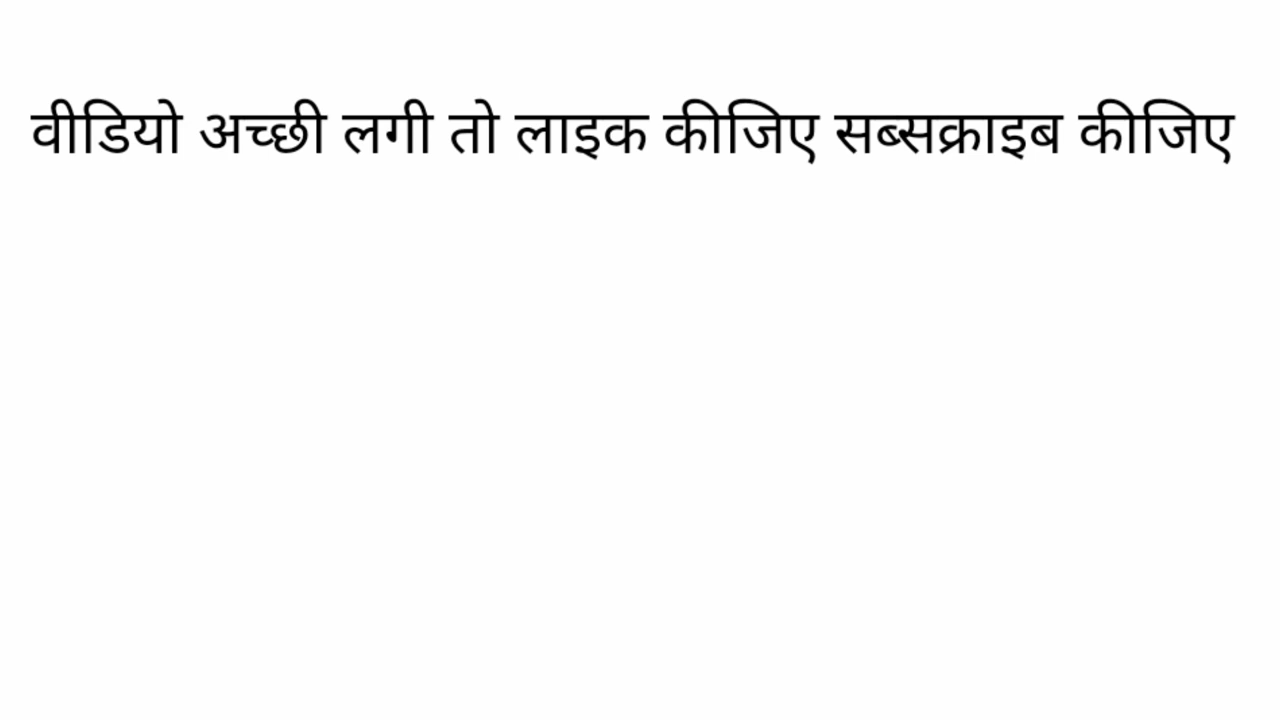 वीडियो अच्छी लगी तो लाइक कीजिए सब्सक्राइब कीजिए